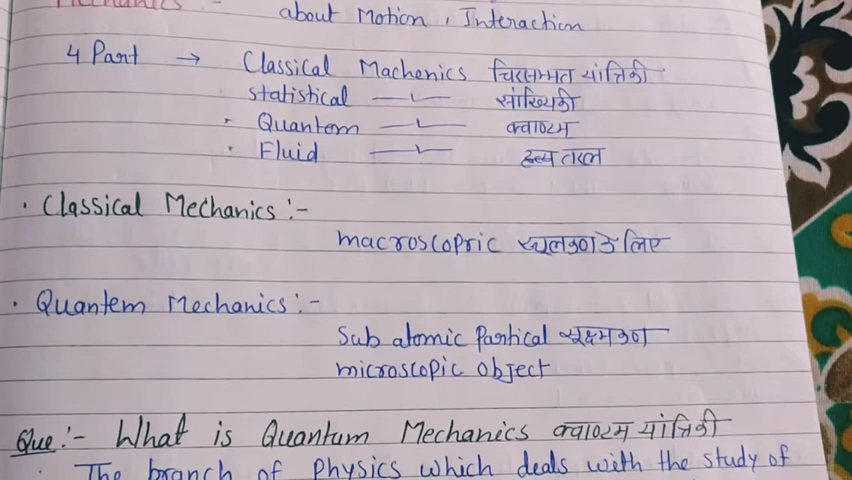 Mechanics :-
about Motion, Interaction
4 Part → Classical Machenics चिरसम्मत यांत्रिकी
statistical —〃— सांख्यिकी
Quantom —〃— क्वाण्टम
Fluid —〃— तरल
• Classical Mechanics :-
macroscopric स्थूलकण के लिए
• Quantem Mechanics :-
Sub atomic Partical सूक्ष्मकण
microscopic object
Que :- What is Quantum Mechanics क्वाण्टम यांत्रिकी
The branch of Physics which deals with the study of